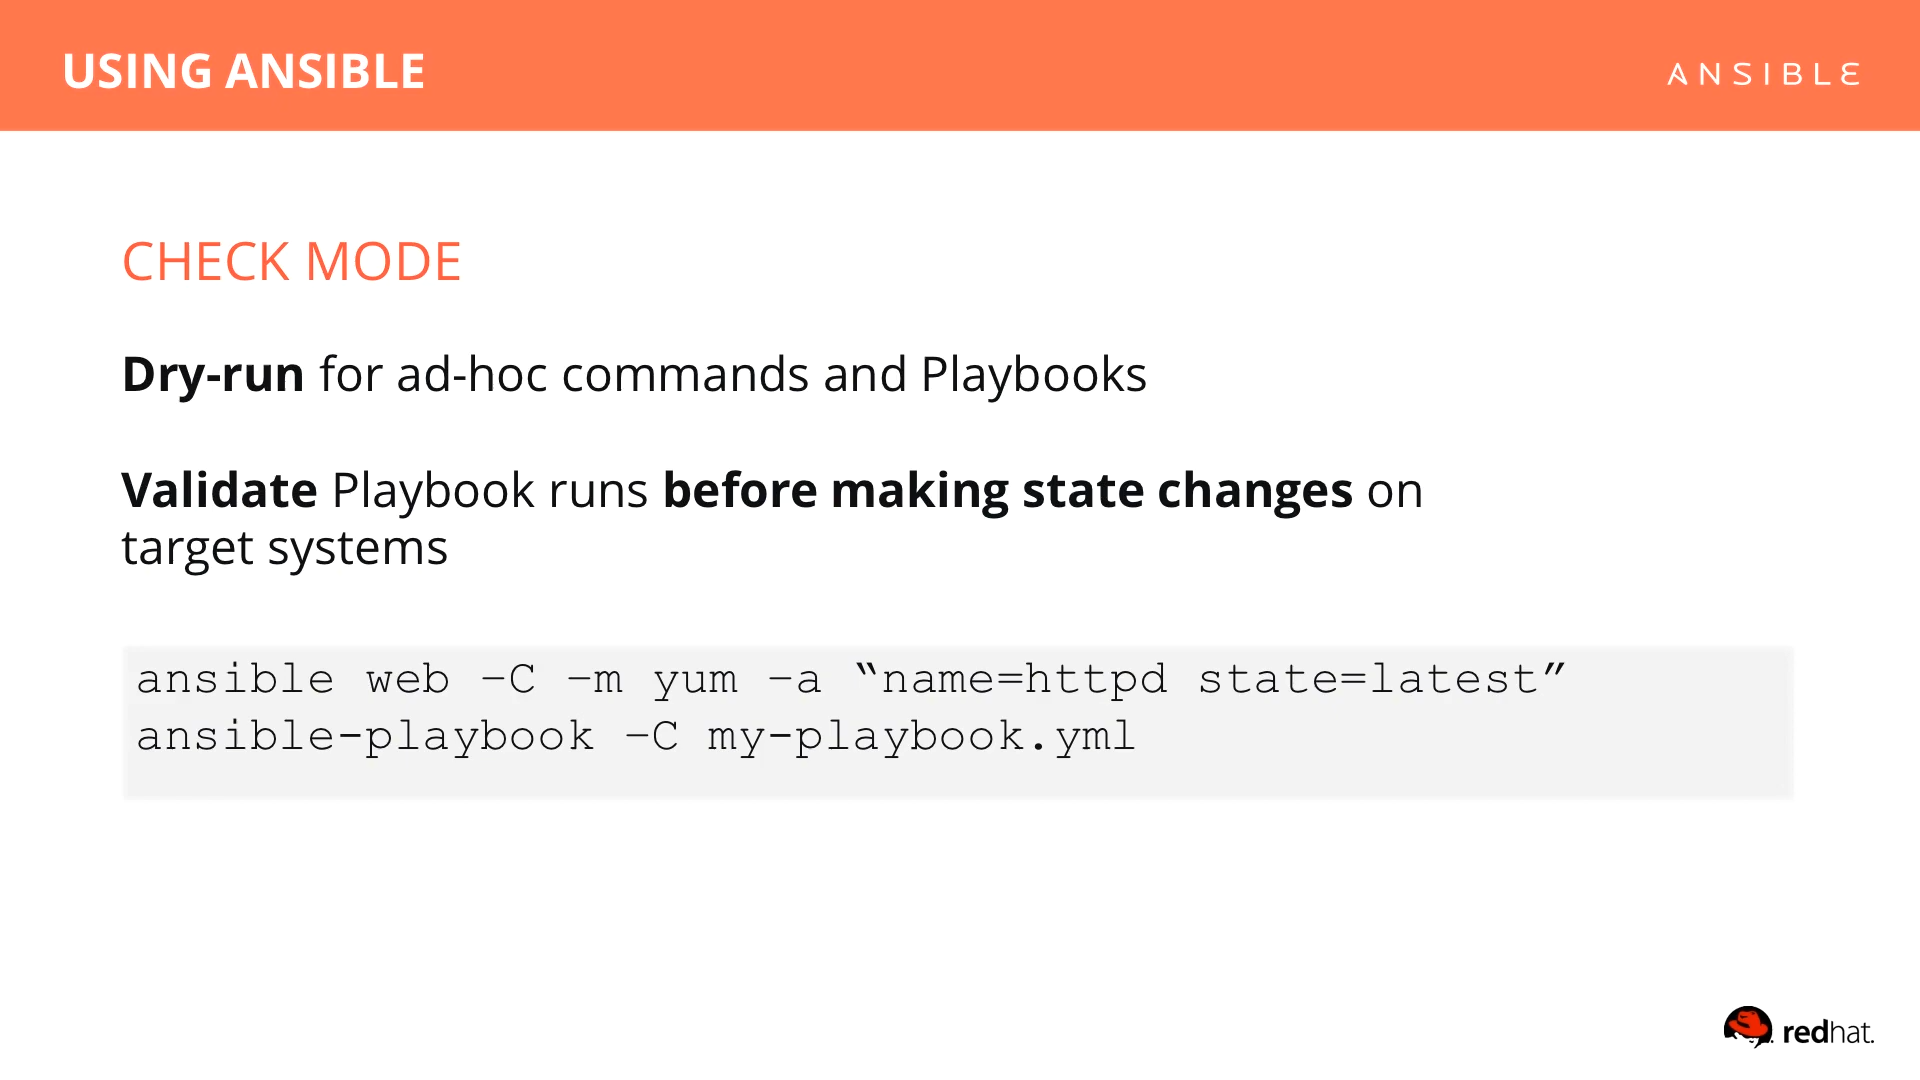 USING ANSIBLE
ANSIBLE
CHECK MODE
Dry-run for ad-hoc commands and Playbooks
Validate Playbook runs before making state changes on
target systems
ansible web –C –m yum –a “name=httpd state=latest”
ansible-playbook –C my-playbook.yml
redhat.